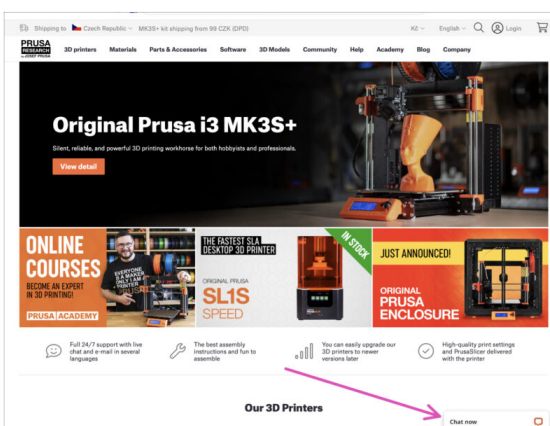 Shipping to Czech Republic MK3S+ kit shipping from 99 CZK (DPD)
Kč English Login
PRUSA
RESEARCH
by JOSEF PRUSA
3D printers Materials Parts & Accessories Software 3D Models Community Help Academy Blog Company
Original Prusa i3 MK3S+
Silent, reliable, and powerful 3D printing workhorse for both hobbyists and professionals.
View detail
ONLINE
COURSES
BECOME AN EXPERT
IN 3D PRINTING!
PRUSA ACADEMY
EVERYONE
IS A MAKER
THE FASTEST SLA
DESKTOP 3D PRINTER
ORIGINAL PRUSA
SL1S
SPEED
IN STOCK
JUST ANNOUNCED!
ORIGINAL
PRUSA
ENCLOSURE
Full 24/7 support with live
chat and e-mail in several
languages
The best assembly
instructions and fun to
assemble
You can easily upgrade our
3D printers to newer
versions later
High-quality print settings
and PrusaSlicer delivered
with the printer
Our 3D Printers
Chat now